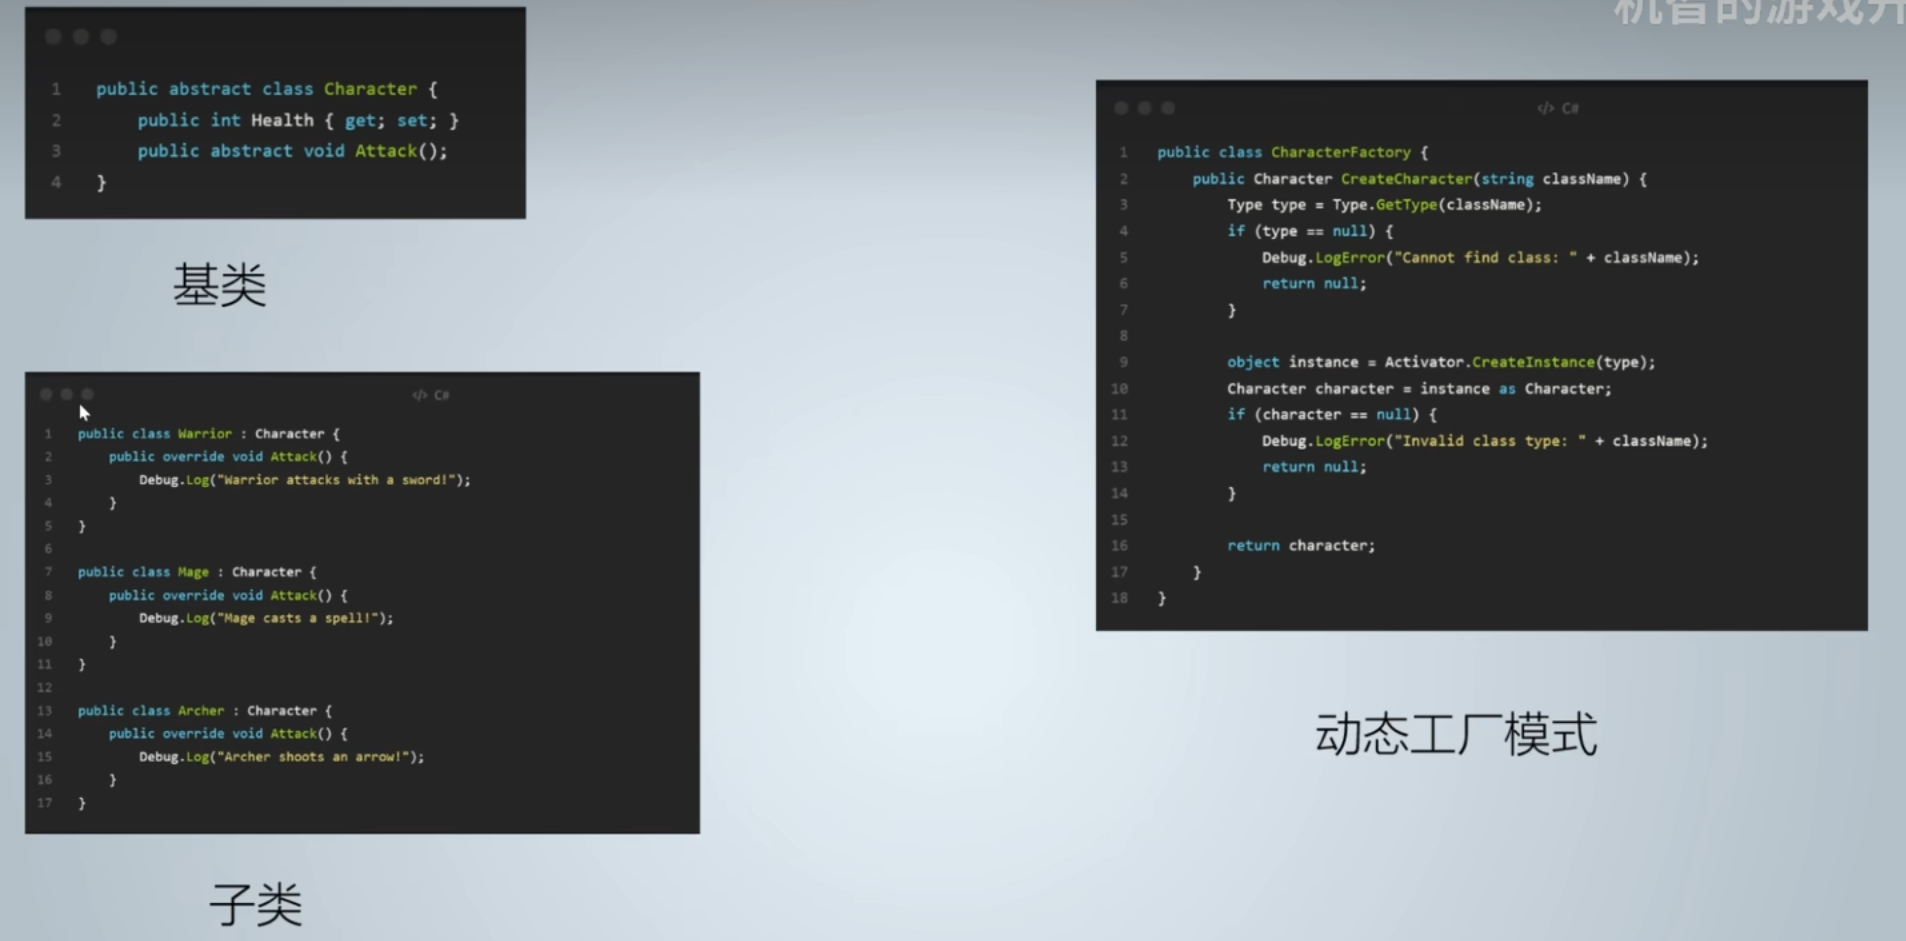 机智的游戏开
1 public abstract class Character {
2 public int Health { get; set; }
3 public abstract void Attack();
4 }
基类
</> C#
1 public class Warrior : Character {
2 public override void Attack() {
3 Debug.Log("Warrior attacks with a sword!");
4 }
5 }
6
7 public class Mage : Character {
8 public override void Attack() {
9 Debug.Log("Mage casts a spell!");
10 }
11 }
12
13 public class Archer : Character {
14 public override void Attack() {
15 Debug.Log("Archer shoots an arrow!");
16 }
17 }
子类
</> C#
1 public class CharacterFactory {
2 public Character CreateCharacter(string className) {
3 Type type = Type.GetType(className);
4 if (type == null) {
5 Debug.LogError("Cannot find class: " + className);
6 return null;
7 }
8
9 object instance = Activator.CreateInstance(type);
10 Character character = instance as Character;
11 if (character == null) {
12 Debug.LogError("Invalid class type: " + className);
13 return null;
14 }
15
16 return character;
17 }
18 }
动态工厂模式